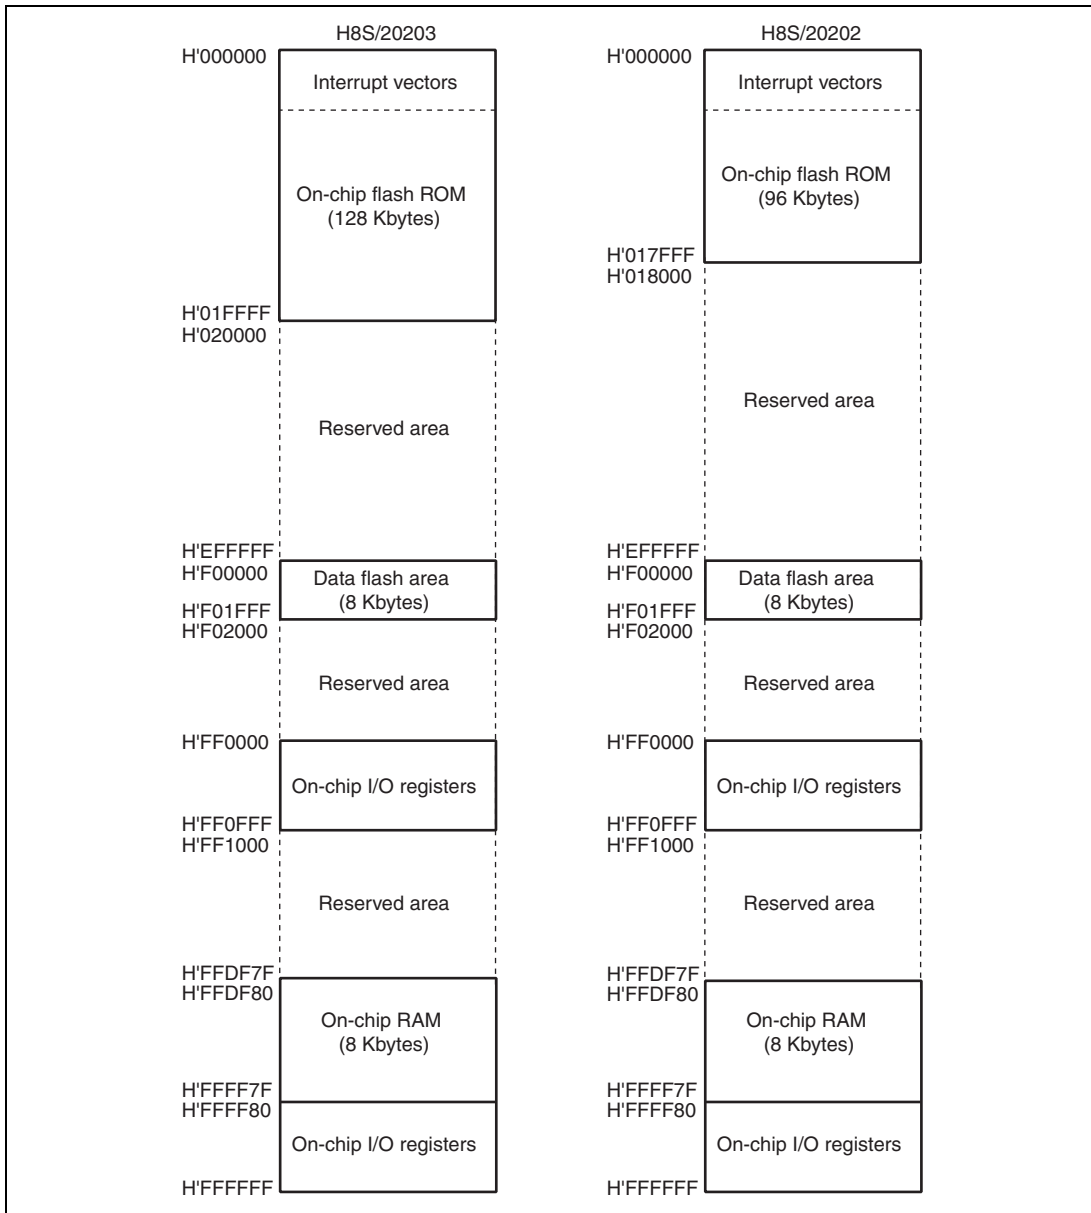 H8S/20203
H'000000
Interrupt vectors
On-chip flash ROM
(128 Kbytes)
H'01FFFF
H'020000
Reserved area
H'EFFFFF
H'F00000
Data flash area
(8 Kbytes)
H'F01FFF
H'F02000
Reserved area
H'FF0000
On-chip I/O registers
H'FF0FFF
H'FF1000
Reserved area
H'FFDF7F
H'FFDF80
On-chip RAM
(8 Kbytes)
H'FFFF7F
H'FFFF80
On-chip I/O registers
H'FFFFFF
H8S/20202
H'000000
Interrupt vectors
On-chip flash ROM
(96 Kbytes)
H'017FFF
H'018000
Reserved area
H'EFFFFF
H'F00000
Data flash area
(8 Kbytes)
H'F01FFF
H'F02000
Reserved area
H'FF0000
On-chip I/O registers
H'FF0FFF
H'FF1000
Reserved area
H'FFDF7F
H'FFDF80
On-chip RAM
(8 Kbytes)
H'FFFF7F
H'FFFF80
On-chip I/O registers
H'FFFFFF